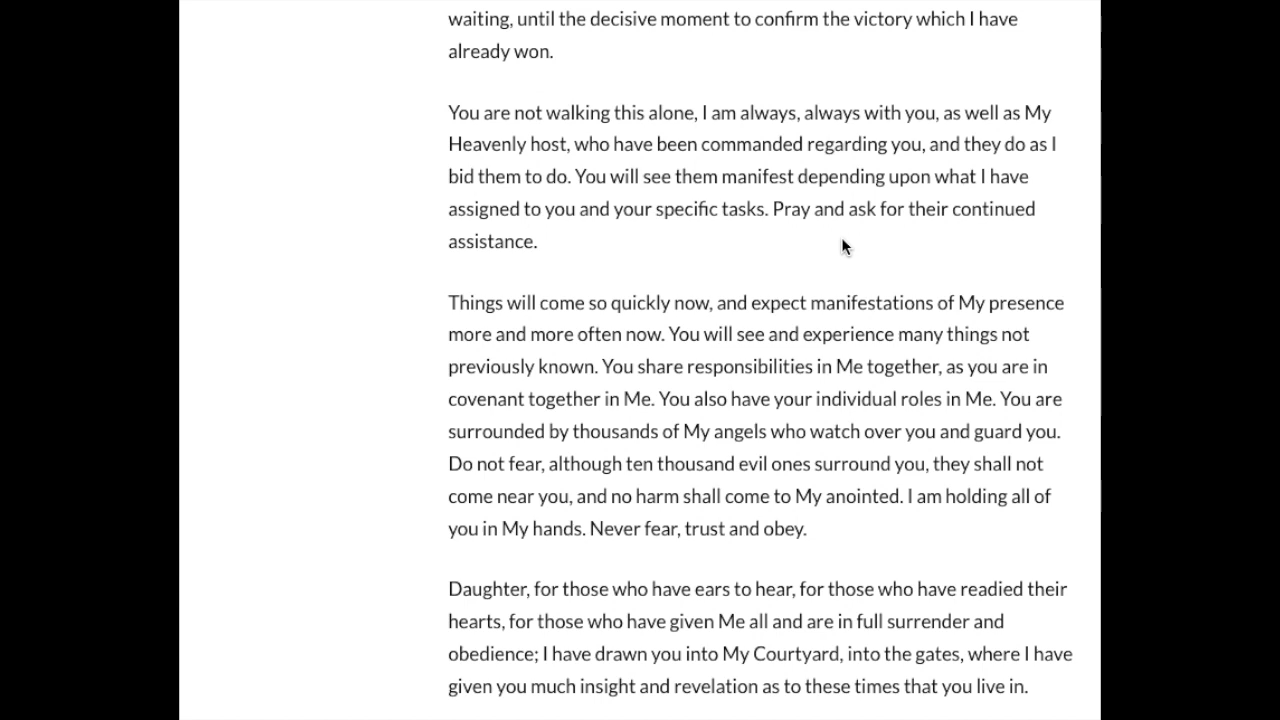 waiting, until the decisive moment to confirm the victory which I have
already won.
You are not walking this alone, I am always, always with you, as well as My
Heavenly host, who have been commanded regarding you, and they do as I
bid them to do. You will see them manifest depending upon what I have
assigned to you and your specific tasks. Pray and ask for their continued
assistance.
Things will come so quickly now, and expect manifestations of My presence
more and more often now. You will see and experience many things not
previously known. You share responsibilities in Me together, as you are in
covenant together in Me. You also have your individual roles in Me. You are
surrounded by thousands of My angels who watch over you and guard you.
Do not fear, although ten thousand evil ones surround you, they shall not
come near you, and no harm shall come to My anointed. I am holding all of
you in My hands. Never fear, trust and obey.
Daughter, for those who have ears to hear, for those who have readied their
hearts, for those who have given Me all and are in full surrender and
obedience; I have drawn you into My Courtyard, into the gates, where I have
given you much insight and revelation as to these times that you live in.